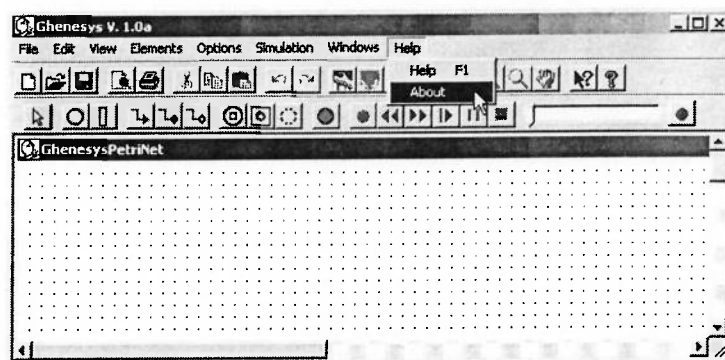 Ghenesys V. 1.0a
File Edit View Elements Options Simulation Windows Help
Help F1
About
GhenesysPetriNet